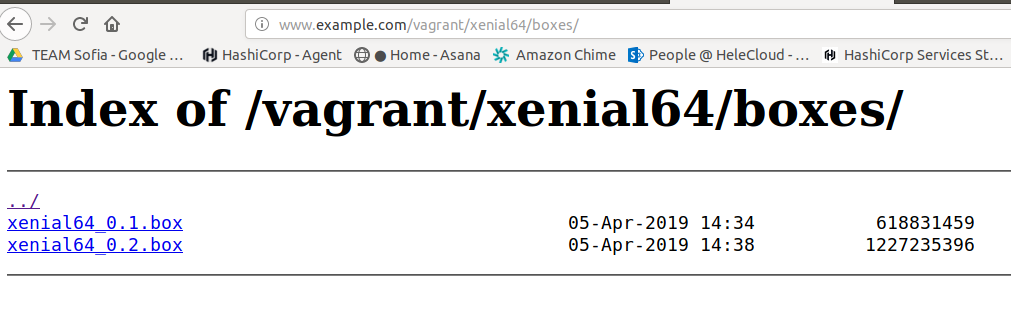 www.example.com/vagrant/xenial64/boxes/
TEAM Sofia - Google ... HashiCorp - Agent ● Home - Asana Amazon Chime People @ HeleCloud - ... HashiCorp Services St...
Index of /vagrant/xenial64/boxes/
../
xenial64_0.1.box 05-Apr-2019 14:34 618831459
xenial64_0.2.box 05-Apr-2019 14:38 1227235396